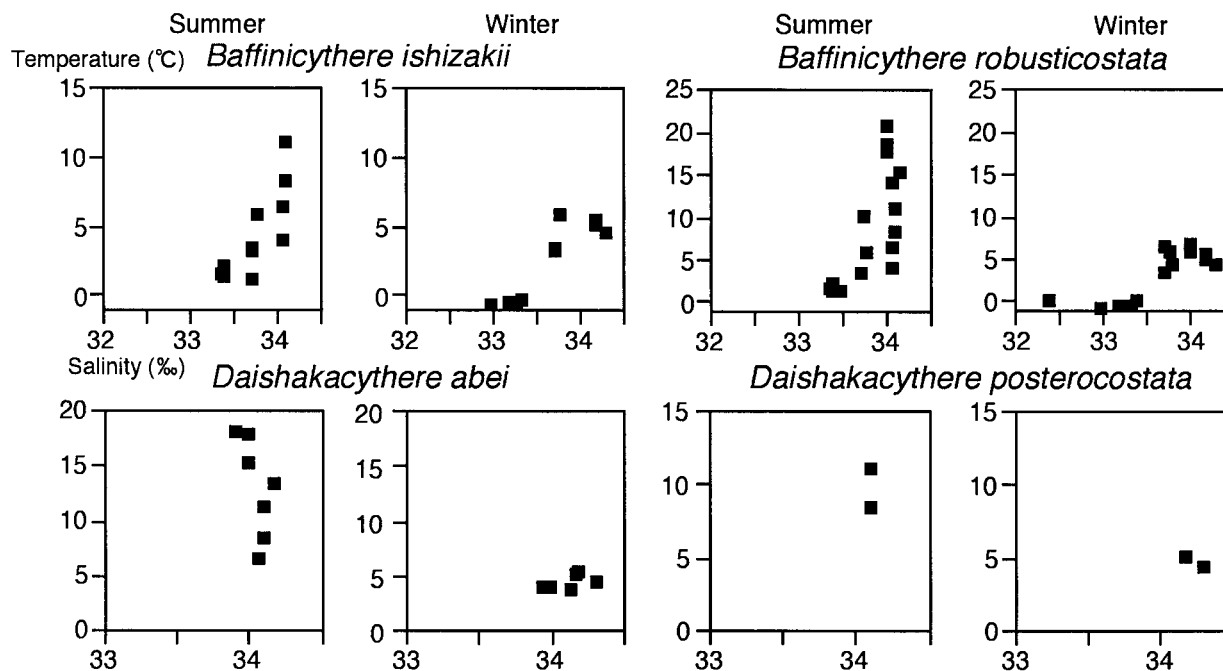 Summer Winter Summer Winter
Temperature (℃) Baffinicythere ishizakii Baffinicythere robusticostata
15 15 25 25
20 20
10 10 15 15
5 5 10 10
5 5
0 0 0 0
32 33 34 32 33 34 32 33 34 32 33 34
Salinity (‰) Daishakacythere abei Daishakacythere posterocostata
20 20 15 15
15 15
10 10 10 10
5 5 5 5
0 0 0 0
33 34 33 34 33 34 33 34